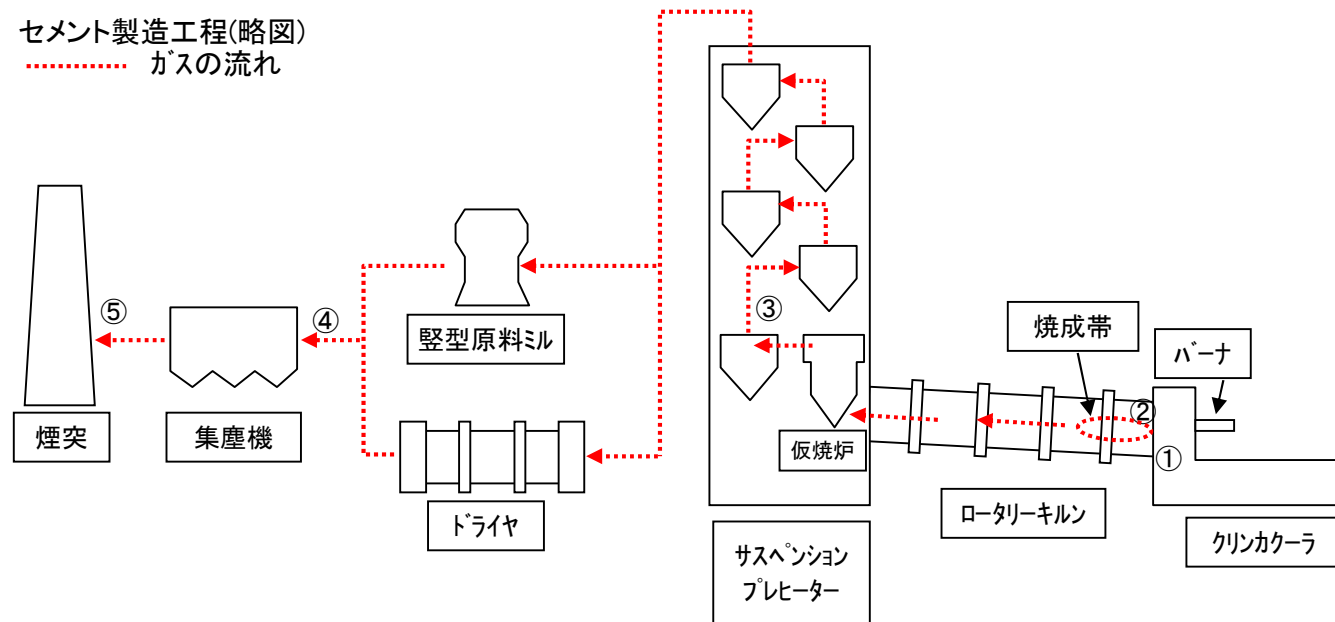 セメント製造工程(略図)
ガスの流れ
⑤
④
③
②
①
竪型原料ミル
焼成帯
バーナ
煙突
集塵機
仮焼炉
ドライヤ
ロータリーキルン
サスペンション
プレヒーター
クリンカクーラ